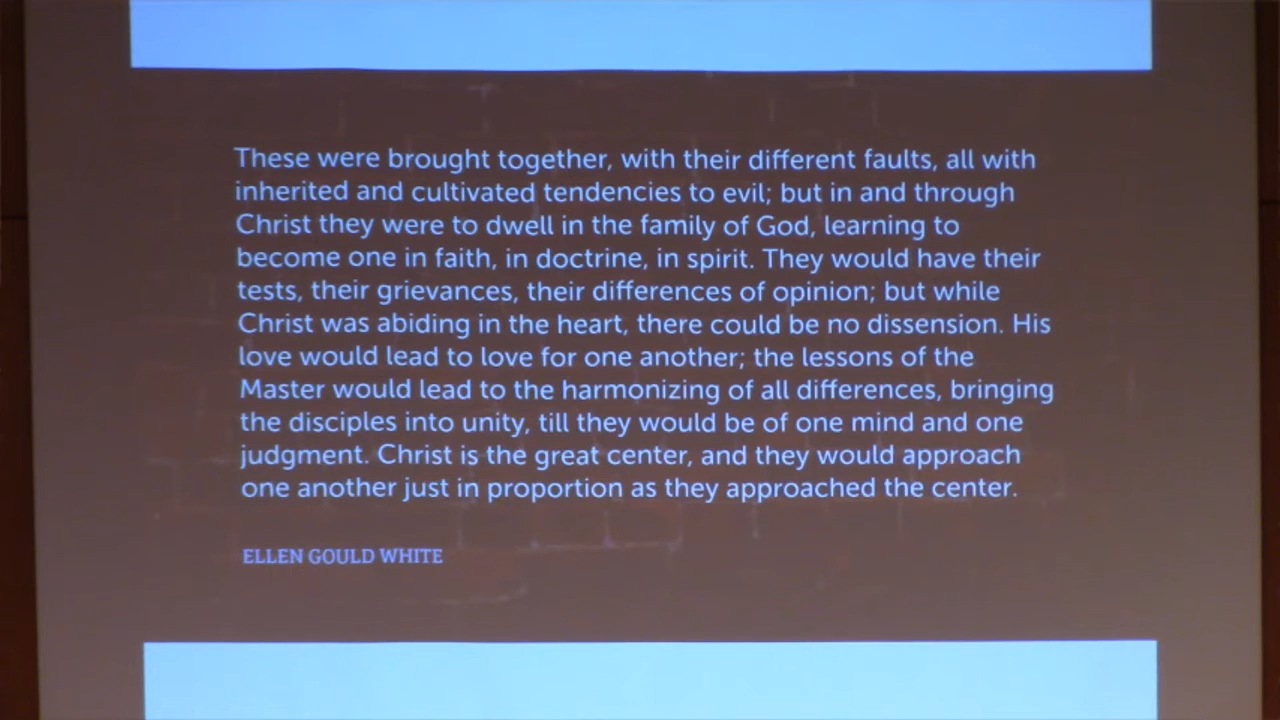 These were brought together, with their different faults, all with
inherited and cultivated tendencies to evil; but in and through
Christ they were to dwell in the family of God, learning to
become one in faith, in doctrine, in spirit. They would have their
tests, their grievances, their differences of opinion; but while
Christ was abiding in the heart, there could be no dissension. His
love would lead to love for one another; the lessons of the
Master would lead to the harmonizing of all differences, bringing
the disciples into unity, till they would be of one mind and one
judgment. Christ is the great center, and they would approach
one another just in proportion as they approached the center.
ELLEN GOULD WHITE